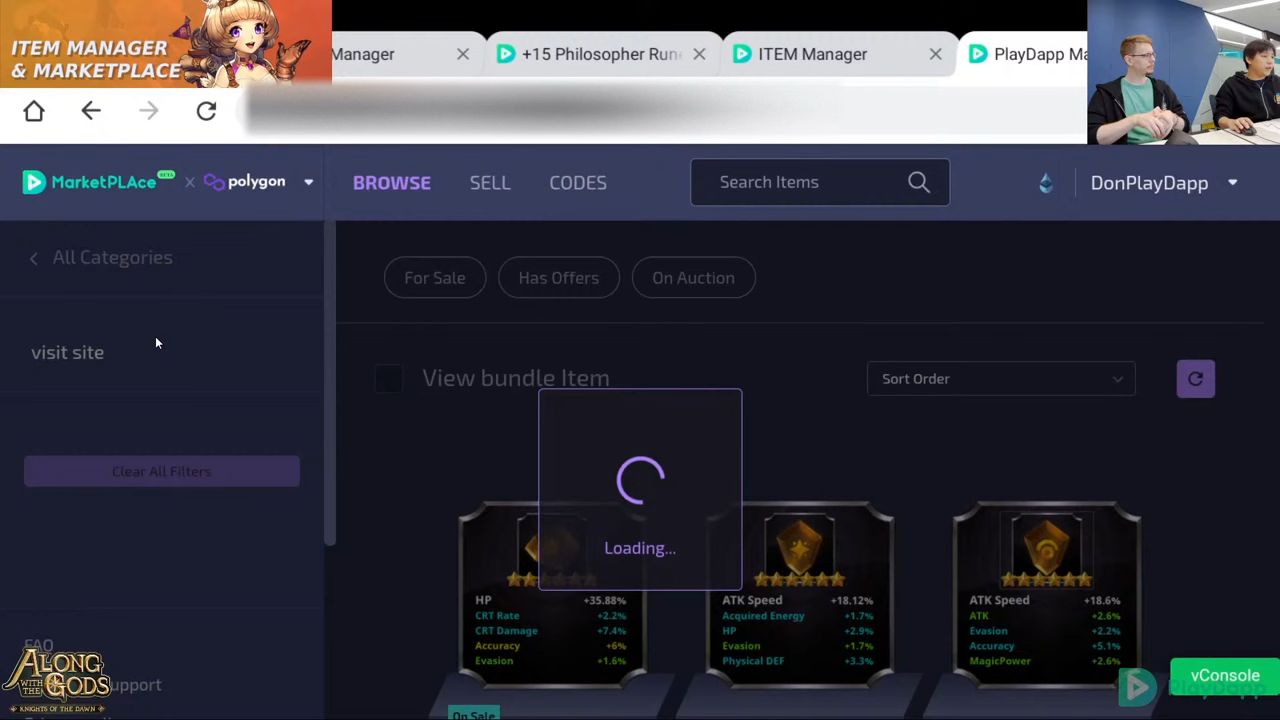 ITEM MANAGER
& MARKETPLACE
Manager
+15 Philosopher Run
ITEM Manager
PlayDapp Ma
MarketPLAce BETA X polygon
BROWSE SELL CODES
Search Items
DonPlayDapp
All Categories
For Sale Has Offers On Auction
visit site
View bundle Item
Sort Order
Clear All Filters
Loading...
HP +35.88%
CRT Rate +2.2%
CRT Damage +7.4%
Accuracy +6%
Evasion +1.6%
ATK Speed +18.12%
Acquired Energy +1.7%
HP +2.9%
Evasion +1.7%
Physical DEF +3.3%
ATK Speed +18.6%
ATK +2.6%
Evasion +2.2%
Accuracy +5.1%
MagicPower +2.6%
FAQ
upport
ALONG
WITH THE
GODS
KNIGHTS OF THE DAWN
On Sale
vConsole
PlayDapp